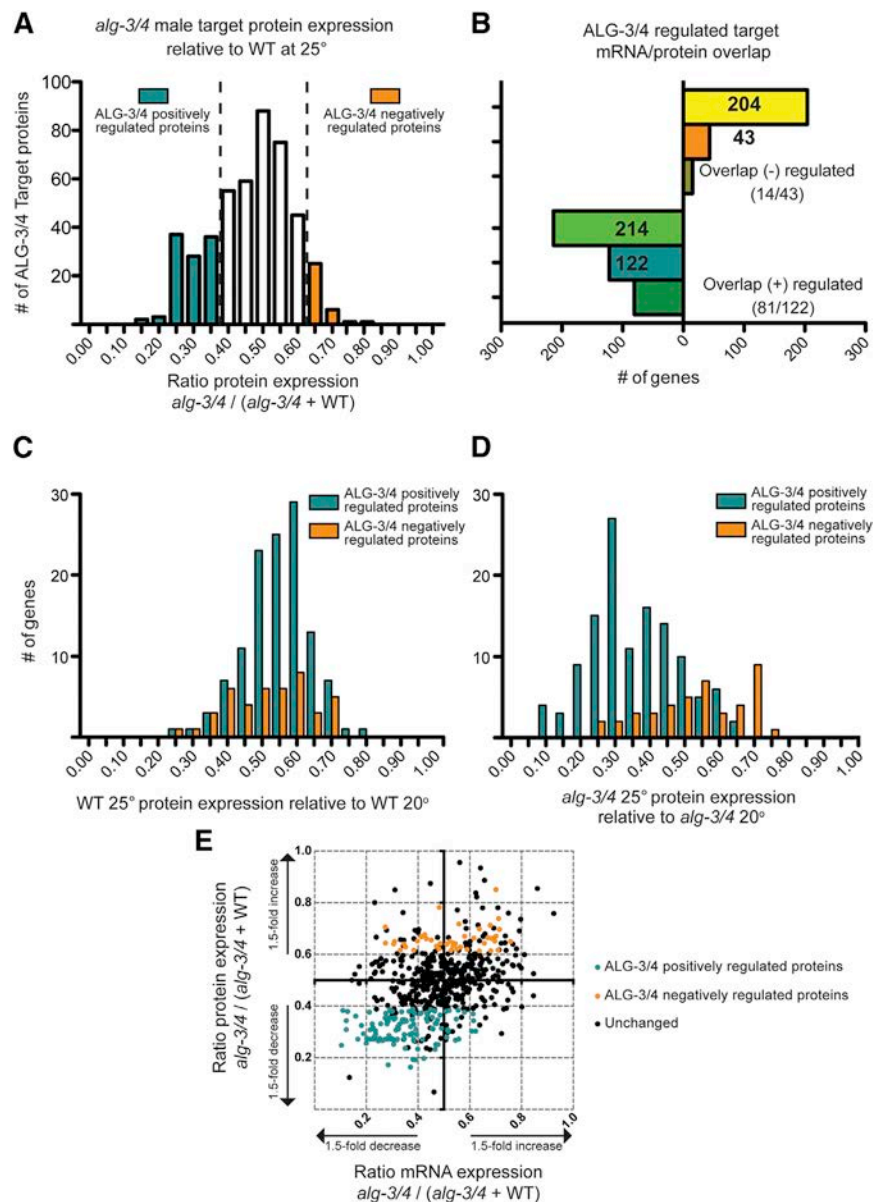 A
alg-3/4 male target protein expression
relative to WT at 25°
100
80
60
40
20
# of ALG-3/4 Target proteins
ALG-3/4 positively
regulated proteins
ALG-3/4 negatively
regulated proteins
0.00
0.10
0.20
0.30
0.40
0.50
0.60
0.70
0.80
0.90
1.00
Ratio protein expression
alg-3/4 / (alg-3/4 + WT)
B
ALG-3/4 regulated target
mRNA/protein overlap
204
43
Overlap (-) regulated
(14/43)
214
122
Overlap (+) regulated
(81/122)
300
200
100
0
100
200
300
# of genes
C
30
20
10
# of genes
ALG-3/4 positively
regulated proteins
ALG-3/4 negatively
regulated proteins
0.00
0.10
0.20
0.30
0.40
0.50
0.60
0.70
0.80
0.90
1.00
WT 25° protein expression relative to WT 20°
D
30
20
10
ALG-3/4 positively
regulated proteins
ALG-3/4 negatively
regulated proteins
0.00
0.10
0.20
0.30
0.40
0.50
0.60
0.70
0.80
0.90
1.00
alg-3/4 25° protein expression
relative to alg-3/4 20°
E
Ratio protein expression
alg-3/4 / (alg-3/4 + WT)
1.5-fold increase
1.5-fold decrease
1.0
0.8
0.6
0.5
0.4
0.2
0.2
0.4
0.6
0.8
1.0
1.5-fold decrease
1.5-fold increase
Ratio mRNA expression
alg-3/4 / (alg-3/4 + WT)
ALG-3/4 positively regulated proteins
ALG-3/4 negatively regulated proteins
Unchanged